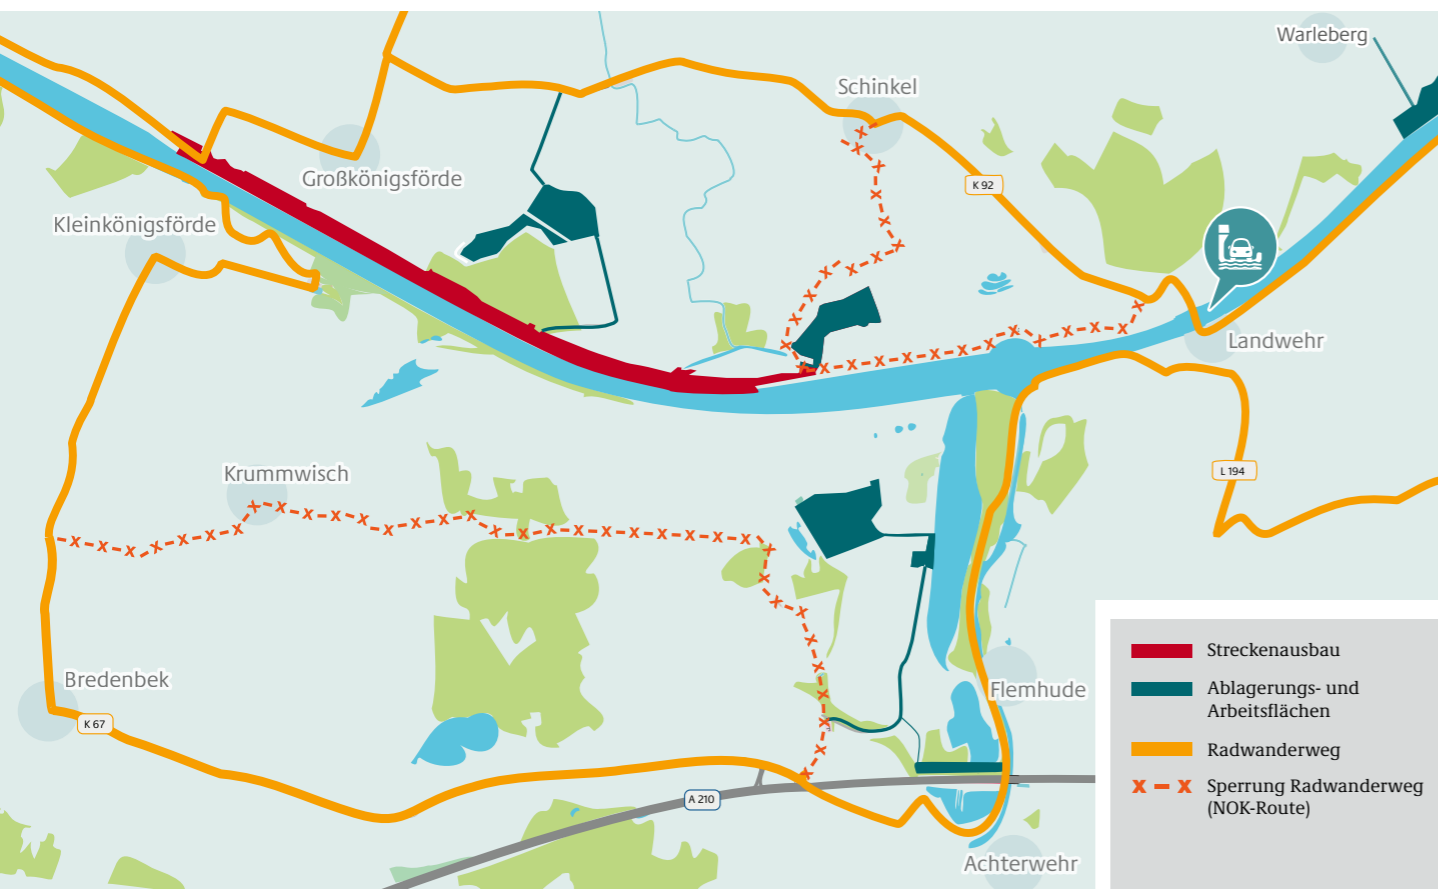 Warleberg
Schinkel
Großkönigsförde
K 92
Kleinkönigsförde
Landwehr
Krummwisch
L 194
Bredenbek
K 67
Flemhude
A 210
Achterwehr
Streckenausbau
Ablagerungs- und
Arbeitsflächen
Radwanderweg
X – X Sperrung Radwanderweg
(NOK-Route)